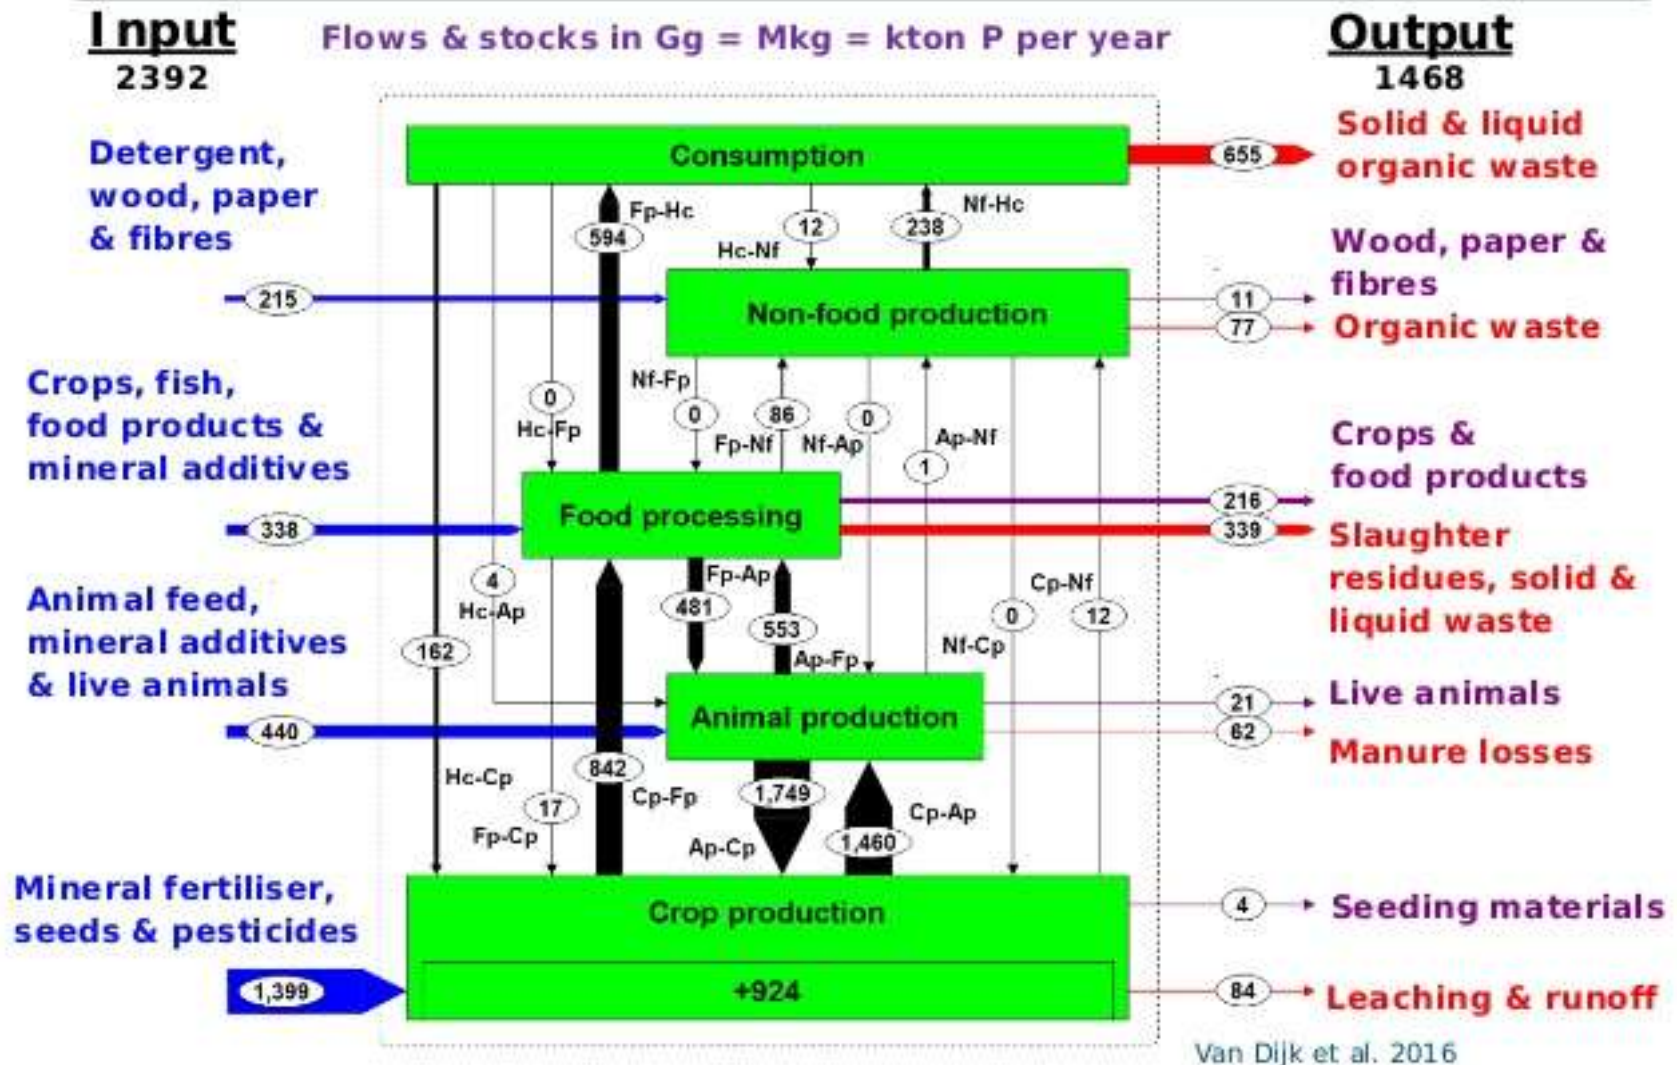 Input
2392
Flows & stocks in Gg = Mkg = kton P per year
Output
1468
Detergent,
wood, paper
& fibres
215
Crops, fish,
food products &
mineral additives
338
Animal feed,
mineral additives
& live animals
440
Mineral fertiliser,
seeds & pesticides
1,399
Consumption
Fp-Hc
594
12
Hc-Nf
238
Nf-Hc
Non-food production
0
Hc-Fp
Nf-Fp
0
86
Fp-Nf
0
Nf-Ap
Ap-Nf
1
Food processing
4
Hc-Ap
162
Fp-Ap
481
553
Ap-Fp
Cp-Nf
0
12
Nf-Cp
Animal production
Hc-Cp
842
Cp-Fp
17
Fp-Cp
1,749
Ap-Cp
Cp-Ap
1,460
Crop production
+924
655
Solid & liquid
organic waste
11
Wood, paper &
fibres
77
Organic waste
216
Crops &
food products
339
Slaughter
residues, solid &
liquid waste
21
Live animals
62
Manure losses
4
Seeding materials
84
Leaching & runoff
Van Dijk et al. 2016